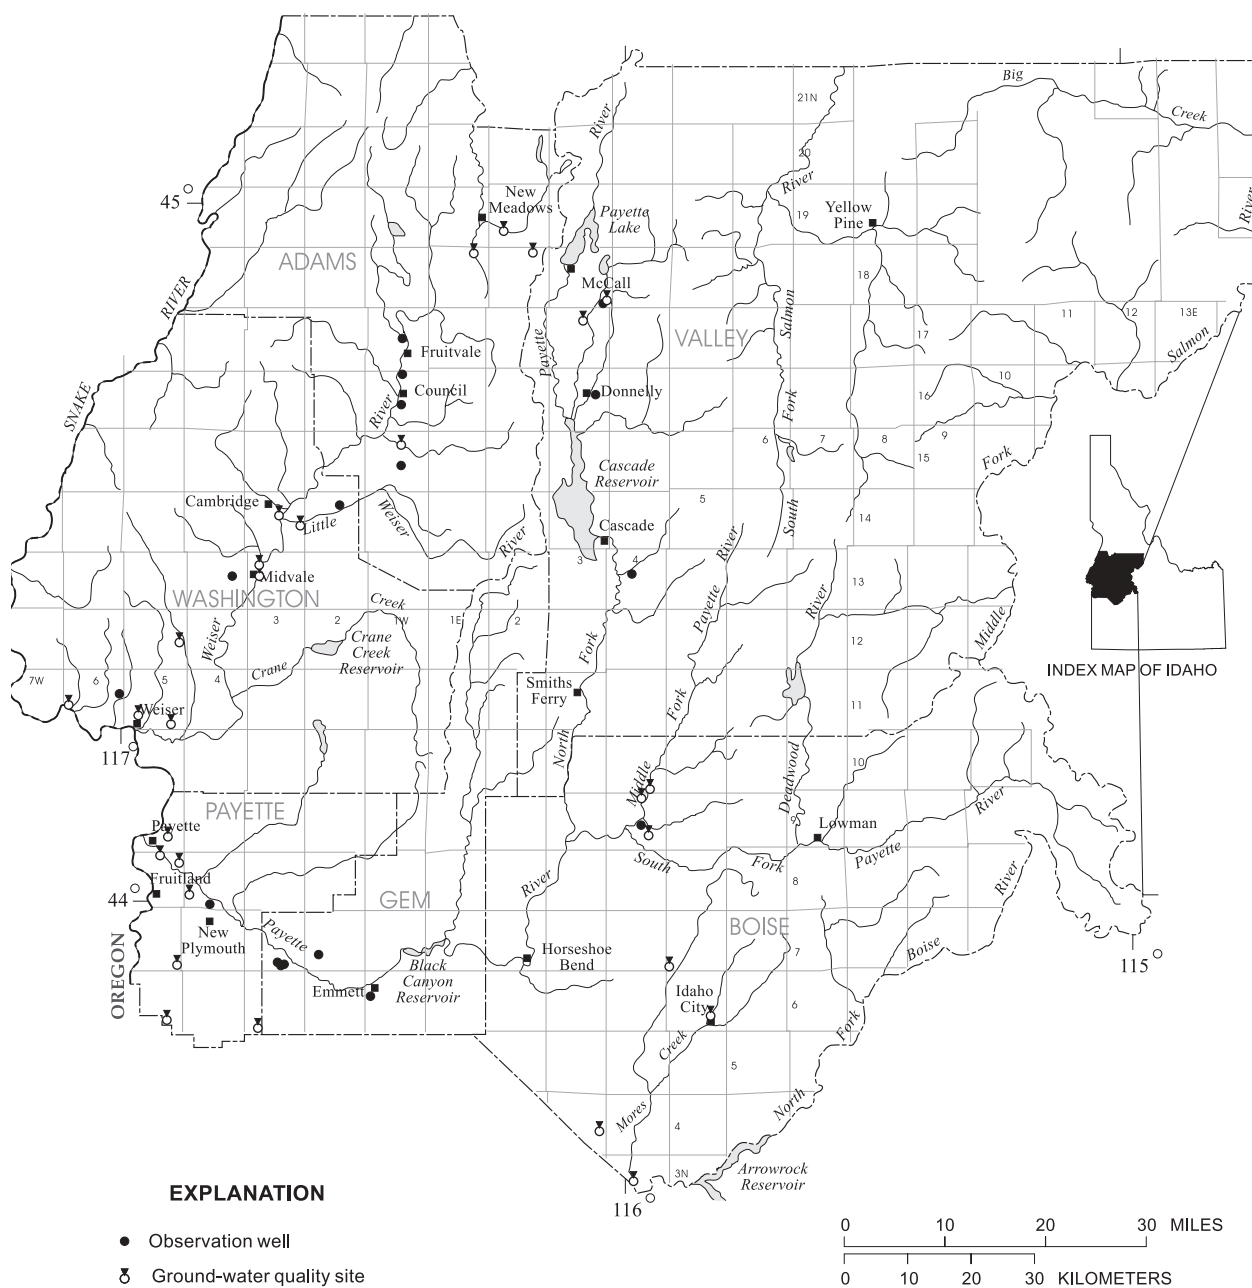 Big
21N
Creek
River
20
River
New
Meadows
45
Payette
Lake
19
Yellow
Pine
River
ADAMS
18
McCall
RIVER
Salmon
11
12
13E
VALLEY
17
Payette
Fruitvale
Salmon
10
Donnelly
Council
16
SNAKE
River
Fork
6
7
8
9
15
Fork
Cascade
Reservoir
5
Cambridge
Little
Weiser
River
South
14
Cascade
River
3
4
Midvale
13
WASHINGTON
Creek
Payette
River
3
2
1W
1E
2
Weiser
Crane
Creek
Reservoir
Middle
12
Fork
Crane
INDEX MAP OF IDAHO
7W
6
5
4
Smiths
Ferry
Fork
11
Weiser
117
North
10
Middle
Deadwood
PAYETTE
River
Payette
9
Lowman
South
Fork
Payette
Fruitland
River
8
River
44
GEM
Payette
BOISE
New
Plymouth
OREGON
Horseshoe
Bend
7
Boise
115
Black
Canyon
Reservoir
Emmett
Idaho
City
6
Creek
Fork
5
North
Mores
4
3N
Arrowrock
Reservoir
116
EXPLANATION
Observation well
Ground-water quality site
0 10 20 30 MILES
0 10 20 30 KILOMETERS